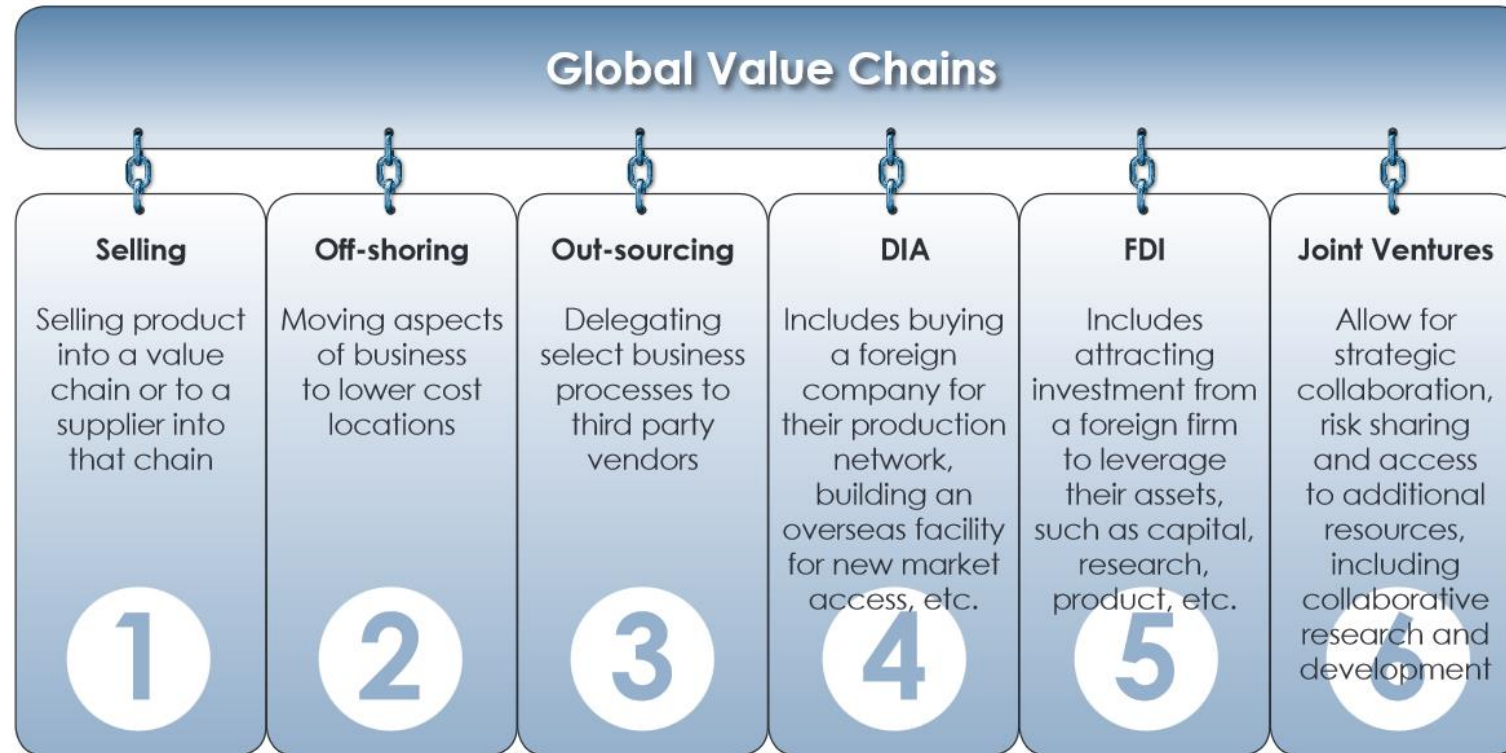 Global Value Chains
Selling
Selling product
into a value
chain or to a
supplier into
that chain
1
Off-shoring
Moving aspects
of business
to lower cost
locations
2
Out-sourcing
Delegating
select business
processes to
third party
vendors
3
DIA
Includes buying
a foreign
company for
their production
network,
building an
overseas facility
for new market
access, etc.
4
FDI
Includes
attracting
investment from
a foreign firm
to leverage
their assets,
such as capital,
research,
product, etc.
5
Joint Ventures
Allow for
strategic
collaboration,
risk sharing
and access
to additional
resources,
including
collaborative
research and
development
6